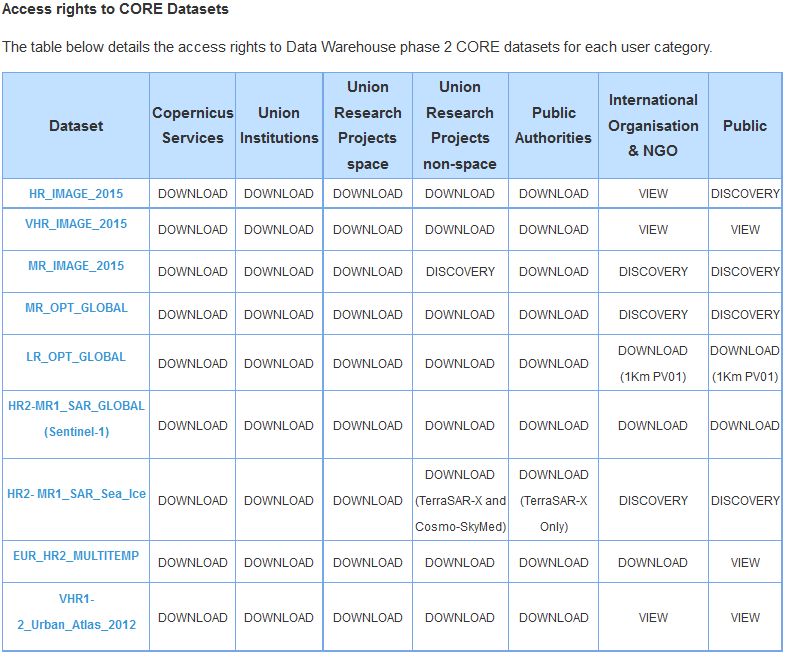 Access rights to CORE Datasets
The table below details the access rights to Data Warehouse phase 2 CORE datasets for each user category.
Dataset
Copernicus
Services
Union
Institutions
Union
Research
Projects
space
Union
Research
Projects
non-space
Public
Authorities
International
Organisation
& NGO
Public
HR_IMAGE_2015 DOWNLOAD DOWNLOAD DOWNLOAD DOWNLOAD DOWNLOAD VIEW DISCOVERY
VHR_IMAGE_2015 DOWNLOAD DOWNLOAD DOWNLOAD DOWNLOAD DOWNLOAD VIEW VIEW
MR_IMAGE_2015 DOWNLOAD DOWNLOAD DOWNLOAD DISCOVERY DOWNLOAD DISCOVERY DISCOVERY
MR_OPT_GLOBAL DOWNLOAD DOWNLOAD DOWNLOAD DOWNLOAD DOWNLOAD DISCOVERY DISCOVERY
LR_OPT_GLOBAL DOWNLOAD DOWNLOAD DOWNLOAD DOWNLOAD DOWNLOAD DOWNLOAD DOWNLOAD
(1Km PV01) (1Km PV01)
HR2-MR1_SAR_GLOBAL
(Sentinel-1) DOWNLOAD DOWNLOAD DOWNLOAD DOWNLOAD DOWNLOAD DOWNLOAD DOWNLOAD
HR2- MR1_SAR_Sea_Ice DOWNLOAD DOWNLOAD DOWNLOAD
DOWNLOAD
(TerraSAR-X and
Cosmo-SkyMed)
DOWNLOAD
(TerraSAR-X
Only)
DISCOVERY DISCOVERY
EUR_HR2_MULTITEMP DOWNLOAD DOWNLOAD DOWNLOAD DOWNLOAD DOWNLOAD DOWNLOAD VIEW
VHR1-
2_Urban_Atlas_2012 DOWNLOAD DOWNLOAD DOWNLOAD DOWNLOAD DOWNLOAD VIEW VIEW